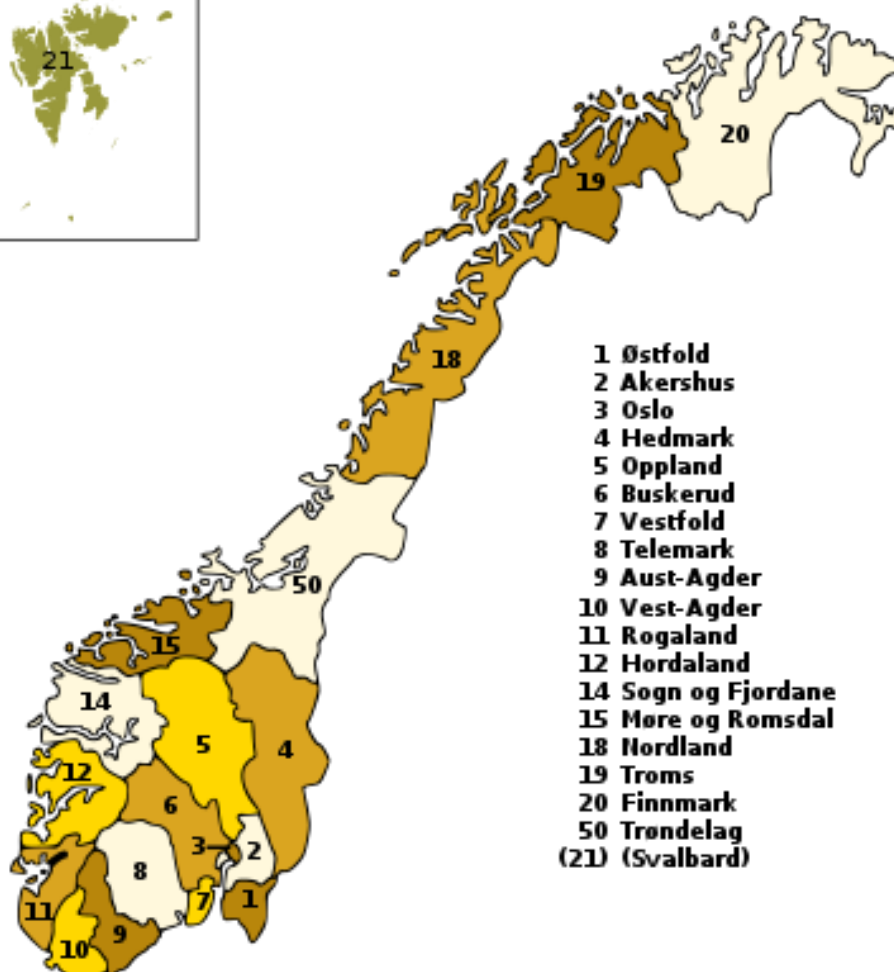 21
20
19
18
1 Østfold
2 Akershus
3 Oslo
4 Hedmark
5 Oppland
6 Buskerud
7 Vestfold
8 Telemark
9 Aust-Agder
10 Vest-Agder
11 Rogaland
12 Hordaland
14 Sogn og Fjordane
15 Møre og Romsdal
18 Nordland
19 Troms
20 Finnmark
50 Trøndelag
(21) (Svalbard)
50
15
14
5
4
12
6
3
2
8
7
1
11
9
10